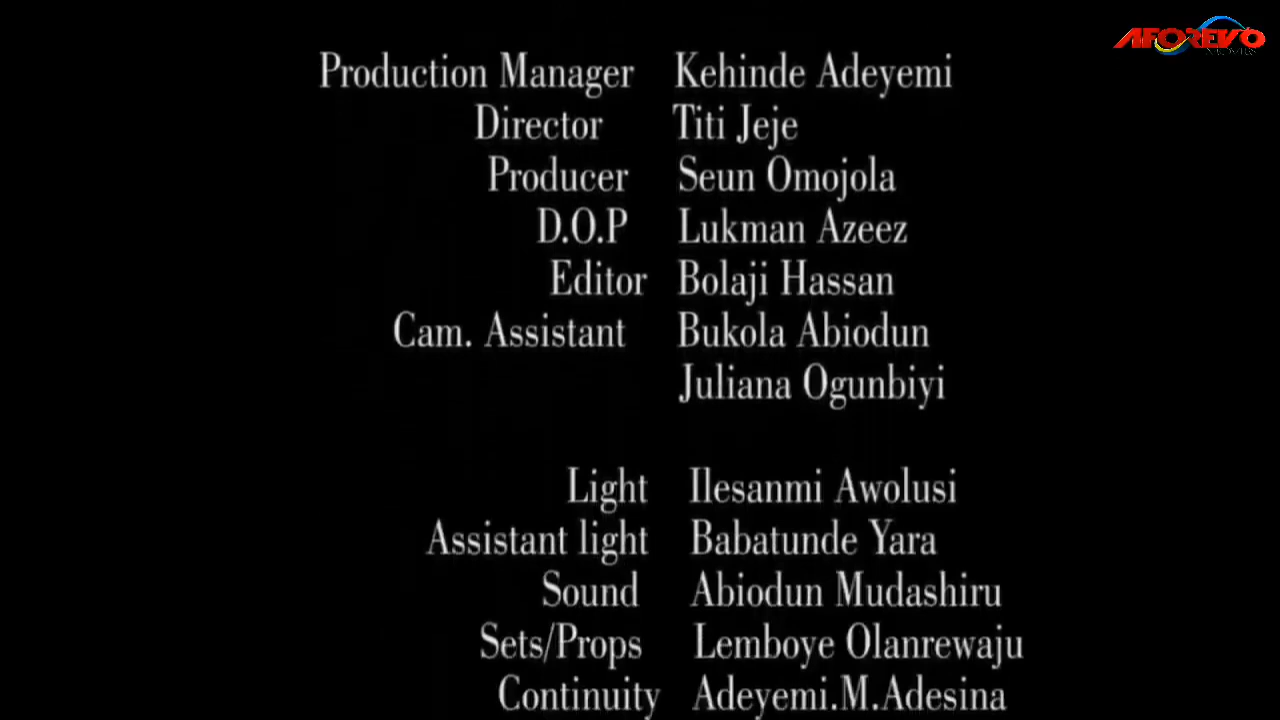 AFOREVO
Production Manager Kehinde Adeyemi
Director Titi Jeje
Producer Seun Omojola
D.O.P Lukman Azeez
Editor Bolaji Hassan
Cam. Assistant Bukola Abiodun
Juliana Ogunbiyi
Light Ilesanmi Awolusi
Assistant light Babatunde Yara
Sound Abiodun Mudashiru
Sets/Props Lemboye Olanrewaju
Continuity Adeyemi.M.Adesina